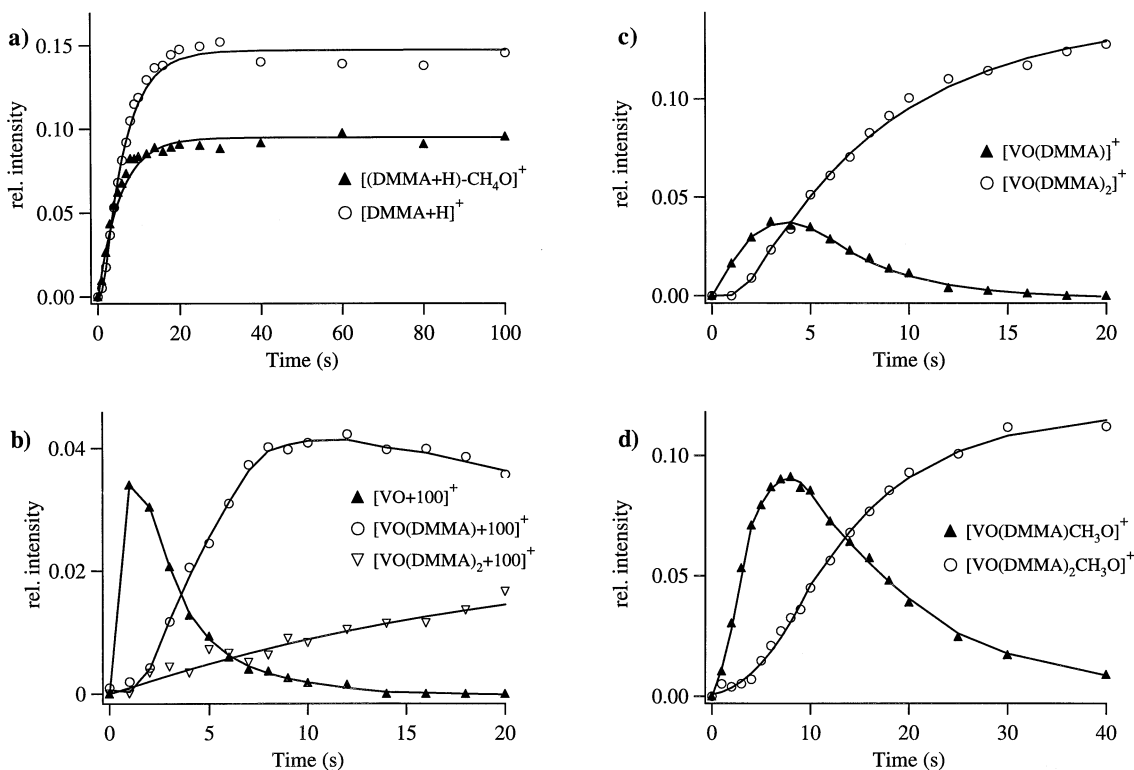 a)
rel. intensity
0.15
0.10
0.05
0.00
▲ [(DMMA+H)-CH₄O]⁺
○ [DMMA+H]⁺
0 20 40 60 80 100
Time (s)
c)
rel. intensity
0.10
0.05
0.00
▲ [VO(DMMA)]⁺
○ [VO(DMMA)₂]⁺
0 5 10 15 20
Time (s)
b)
rel. intensity
0.04
0.02
0
▲ [VO+100]⁺
○ [VO(DMMA)+100]⁺
▽ [VO(DMMA)₂+100]⁺
0 5 10 15 20
Time (s)
d)
rel. intensity
0.10
0.05
0.00
▲ [VO(DMMA)CH₃O]⁺
○ [VO(DMMA)₂CH₃O]⁺
0 10 20 30 40
Time (s)